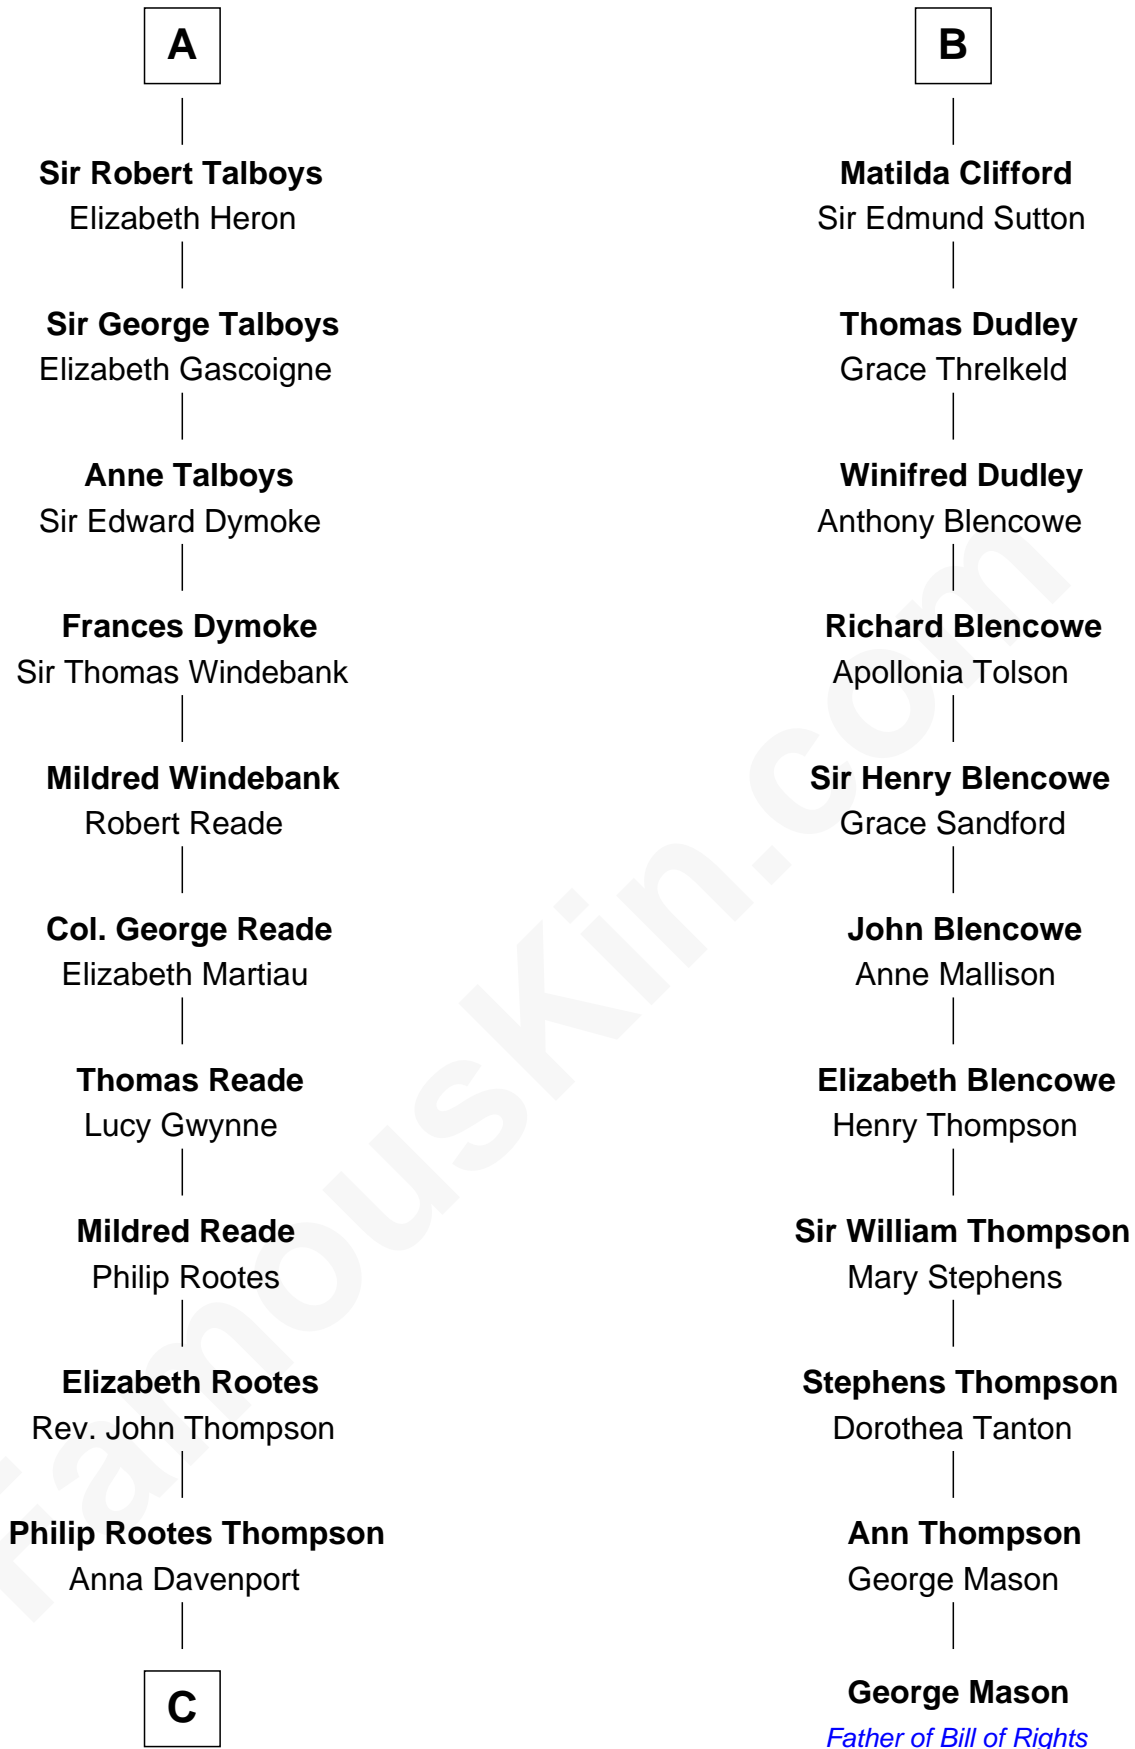 A
Sir Robert Talboys
Elizabeth Heron
Sir George Talboys
Elizabeth Gascoigne
Anne Talboys
Sir Edward Dymoke
Frances Dymoke
Sir Thomas Windebank
Mildred Windebank
Robert Reade
Col. George Reade
Elizabeth Martiau
Thomas Reade
Lucy Gwynne
Mildred Reade
Philip Rootes
Elizabeth Rootes
Rev. John Thompson
Philip Rootes Thompson
Anna Davenport
C
B
Matilda Clifford
Sir Edmund Sutton
Thomas Dudley
Grace Threlkeld
Winifred Dudley
Anthony Blencowe
Richard Blencowe
Apollonia Tolson
Sir Henry Blencowe
Grace Sandford
John Blencowe
Anne Mallison
Elizabeth Blencowe
Henry Thompson
Sir William Thompson
Mary Stephens
Stephens Thompson
Dorothea Tanton
Ann Thompson
George Mason
George Mason
Father of Bill of Rights
FamousKin.com